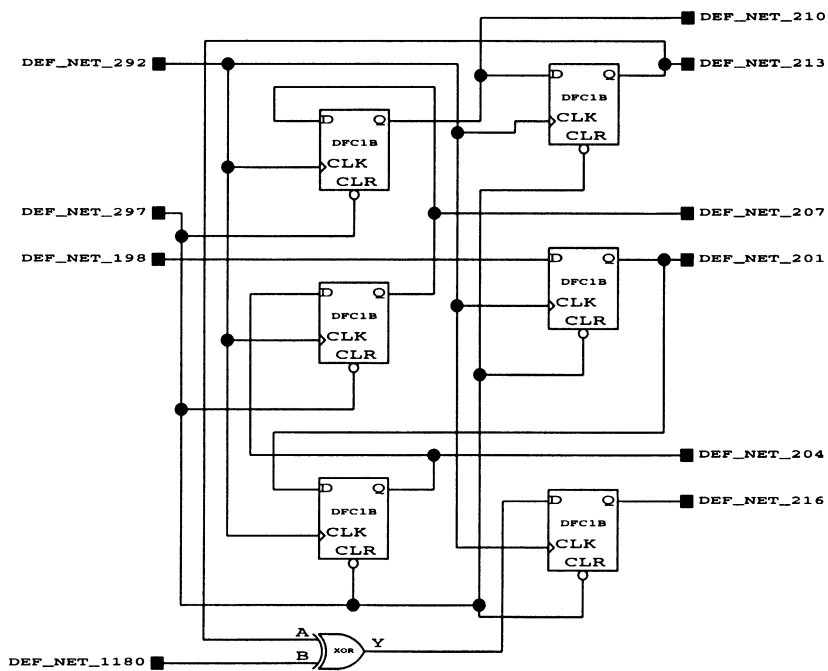 DEF_NET_210
DEF_NET_292
DEF_NET_213
D Q
DFC1B
CLK
CLR
D Q
DFC1B
CLK
CLR
DEF_NET_297
DEF_NET_207
DEF_NET_198
DEF_NET_201
D Q
DFC1B
CLK
CLR
D Q
DFC1B
CLK
CLR
DEF_NET_204
D Q
DFC1B
CLK
CLR
D Q
DFC1B
CLK
CLR
DEF_NET_216
A
B
XOR
Y
DEF_NET_1180